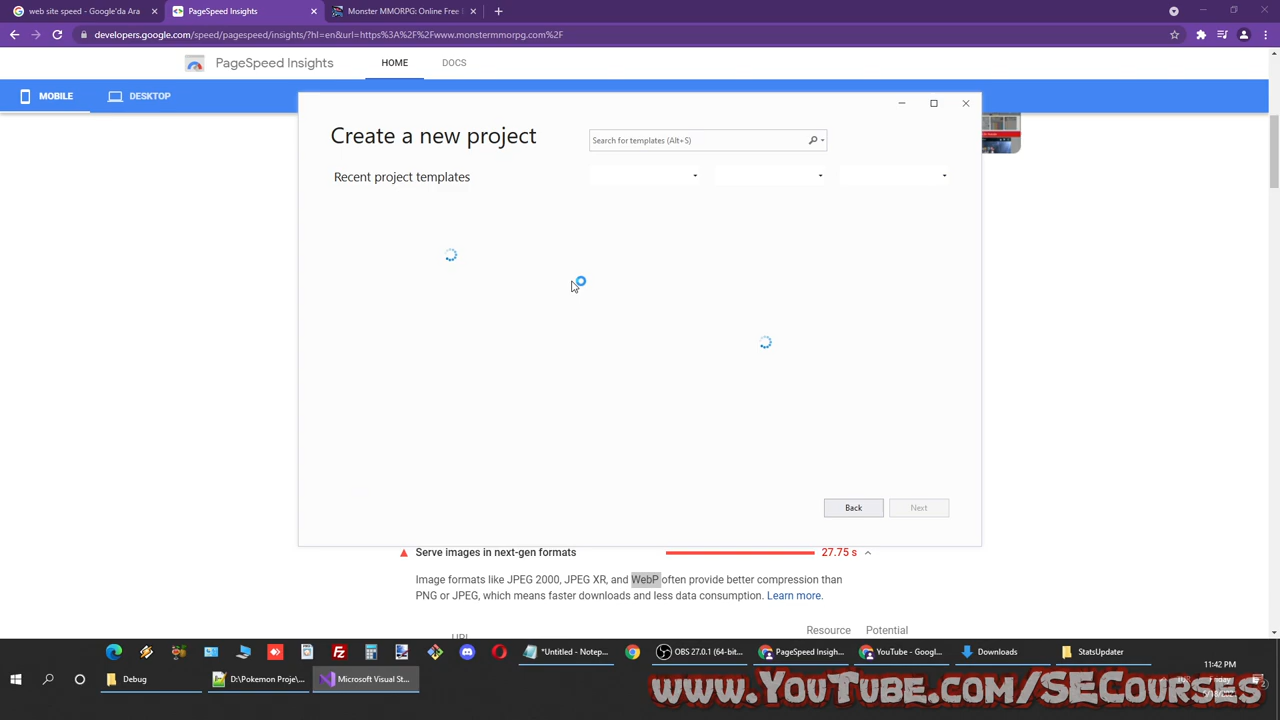 web site speed - Google'da Ara
PageSpeed Insights
Monster MMORPG: Online Free
developers.google.com/speed/pagespeed/insights/?hl=en&url=https%3A%2F%2Fwww.monstermmorpg.com%2F
PageSpeed Insights
HOME
DOCS
MOBILE
DESKTOP
Create a new project
Search for templates (Alt+S)
Recent project templates
Back
Next
Serve images in next-gen formats
27.75 s
Image formats like JPEG 2000, JPEG XR, and WebP often provide better compression than
PNG or JPEG, which means faster downloads and less data consumption. Learn more.
URL
Resource
Potential
*Untitled - Notep...
OBS 27.0.1 (64-bit...
PageSpeed Insigh...
YouTube - Googl...
Downloads
StatsUpdater
Debug
D:\Pokemon Proje\...
Microsoft Visual St...
11:42 PM
Friday
www.YouTube.com/SECourses